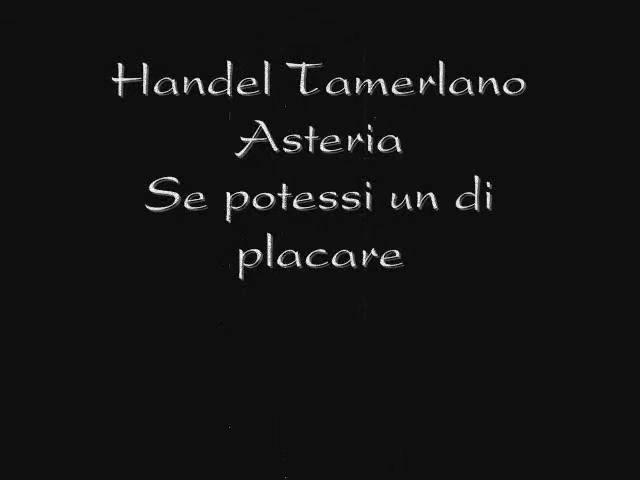 Handel Tamerlano
Asteria
Se potessi un di
placare